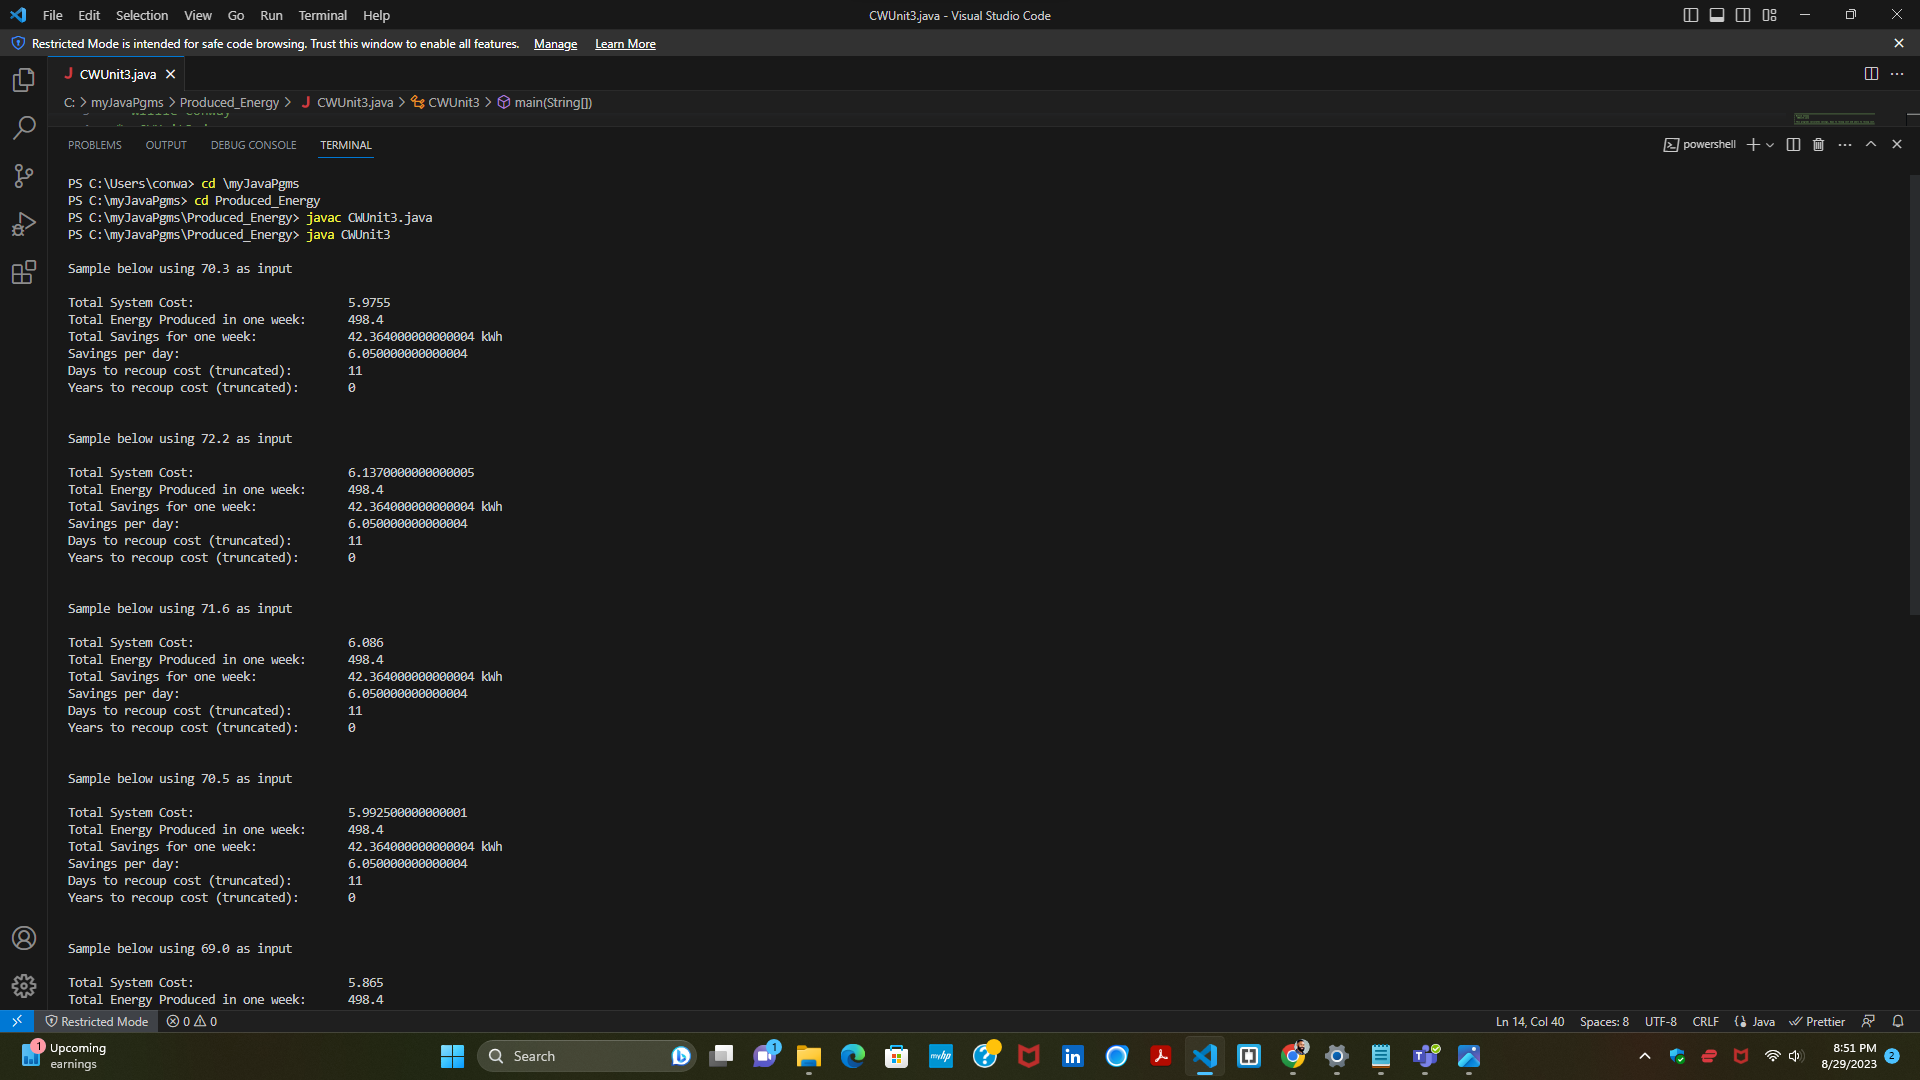 File Edit Selection View Go Run Terminal Help
CWUnit3.java - Visual Studio Code
Restricted Mode is intended for safe code browsing. Trust this window to enable all features. Manage Learn More
J CWUnit3.java
C: > myJavaPgms > Produced_Energy > J CWUnit3.java > CWUnit3 > main(String[])
PROBLEMS OUTPUT DEBUG CONSOLE TERMINAL
powershell
PS C:\Users\conwa> cd \myJavaPgms
PS C:\myJavaPgms> cd Produced_Energy
PS C:\myJavaPgms\Produced_Energy> javac CWUnit3.java
PS C:\myJavaPgms\Produced_Energy> java CWUnit3
Sample below using 70.3 as input
Total System Cost: 5.9755
Total Energy Produced in one week: 498.4
Total Savings for one week: 42.364000000000004 kWh
Savings per day: 6.050000000000004
Days to recoup cost (truncated): 11
Years to recoup cost (truncated): 0
Sample below using 72.2 as input
Total System Cost: 6.1370000000000005
Total Energy Produced in one week: 498.4
Total Savings for one week: 42.364000000000004 kWh
Savings per day: 6.050000000000004
Days to recoup cost (truncated): 11
Years to recoup cost (truncated): 0
Sample below using 71.6 as input
Total System Cost: 6.086
Total Energy Produced in one week: 498.4
Total Savings for one week: 42.364000000000004 kWh
Savings per day: 6.050000000000004
Days to recoup cost (truncated): 11
Years to recoup cost (truncated): 0
Sample below using 70.5 as input
Total System Cost: 5.992500000000001
Total Energy Produced in one week: 498.4
Total Savings for one week: 42.364000000000004 kWh
Savings per day: 6.050000000000004
Days to recoup cost (truncated): 11
Years to recoup cost (truncated): 0
Sample below using 69.0 as input
Total System Cost: 5.865
Total Energy Produced in one week: 498.4
Restricted Mode 0 0
Ln 14, Col 40 Spaces: 8 UTF-8 CRLF Java Prettier
1 Upcoming
earnings
Search
1
myhp
8:51 PM
8/29/2023
2